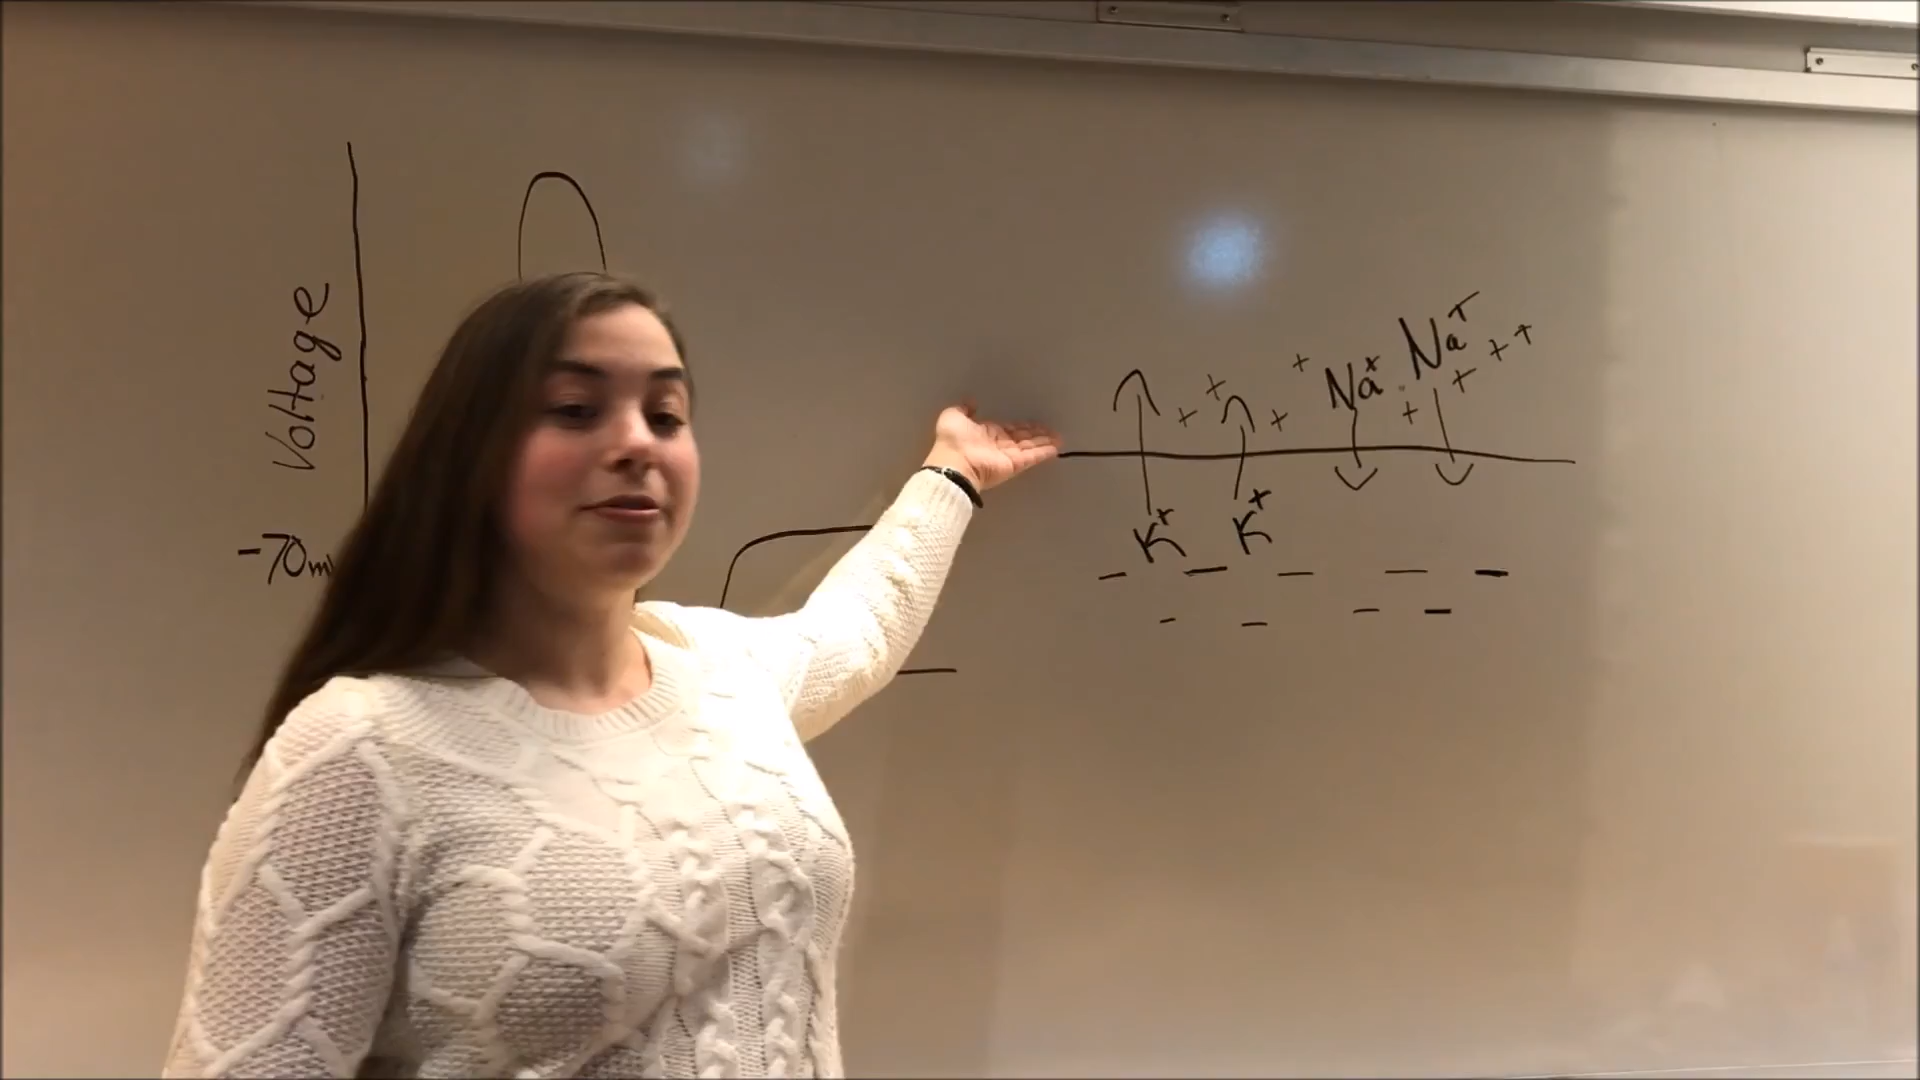 Voltage
-70m
+ + + + Na+ Na+ + + + +
K+ K+
- - - - -
- - - -